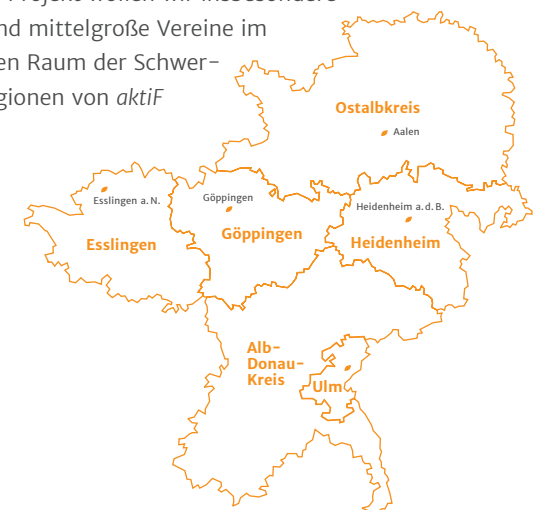 nd mittelgroße Vereine im
en Raum der Schwer-
gionen von aktiF
Ostalbkreis
Aalen
Esslingen a. N.
Göppingen
Heidenheim a. d. B.
Esslingen
Göppingen
Heidenheim
Alb-
Donau-
Kreis
Ulm